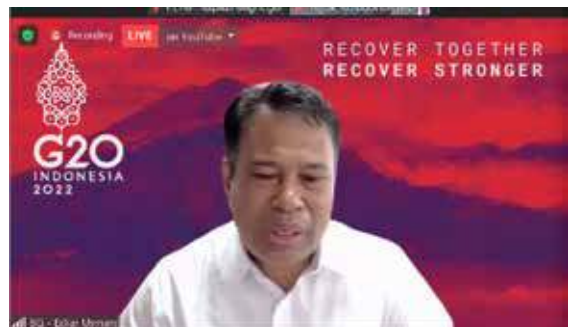 Recording LIVE on YouTube
RECOVER TOGETHER
RECOVER STRONGER
G20
INDONESIA
2022